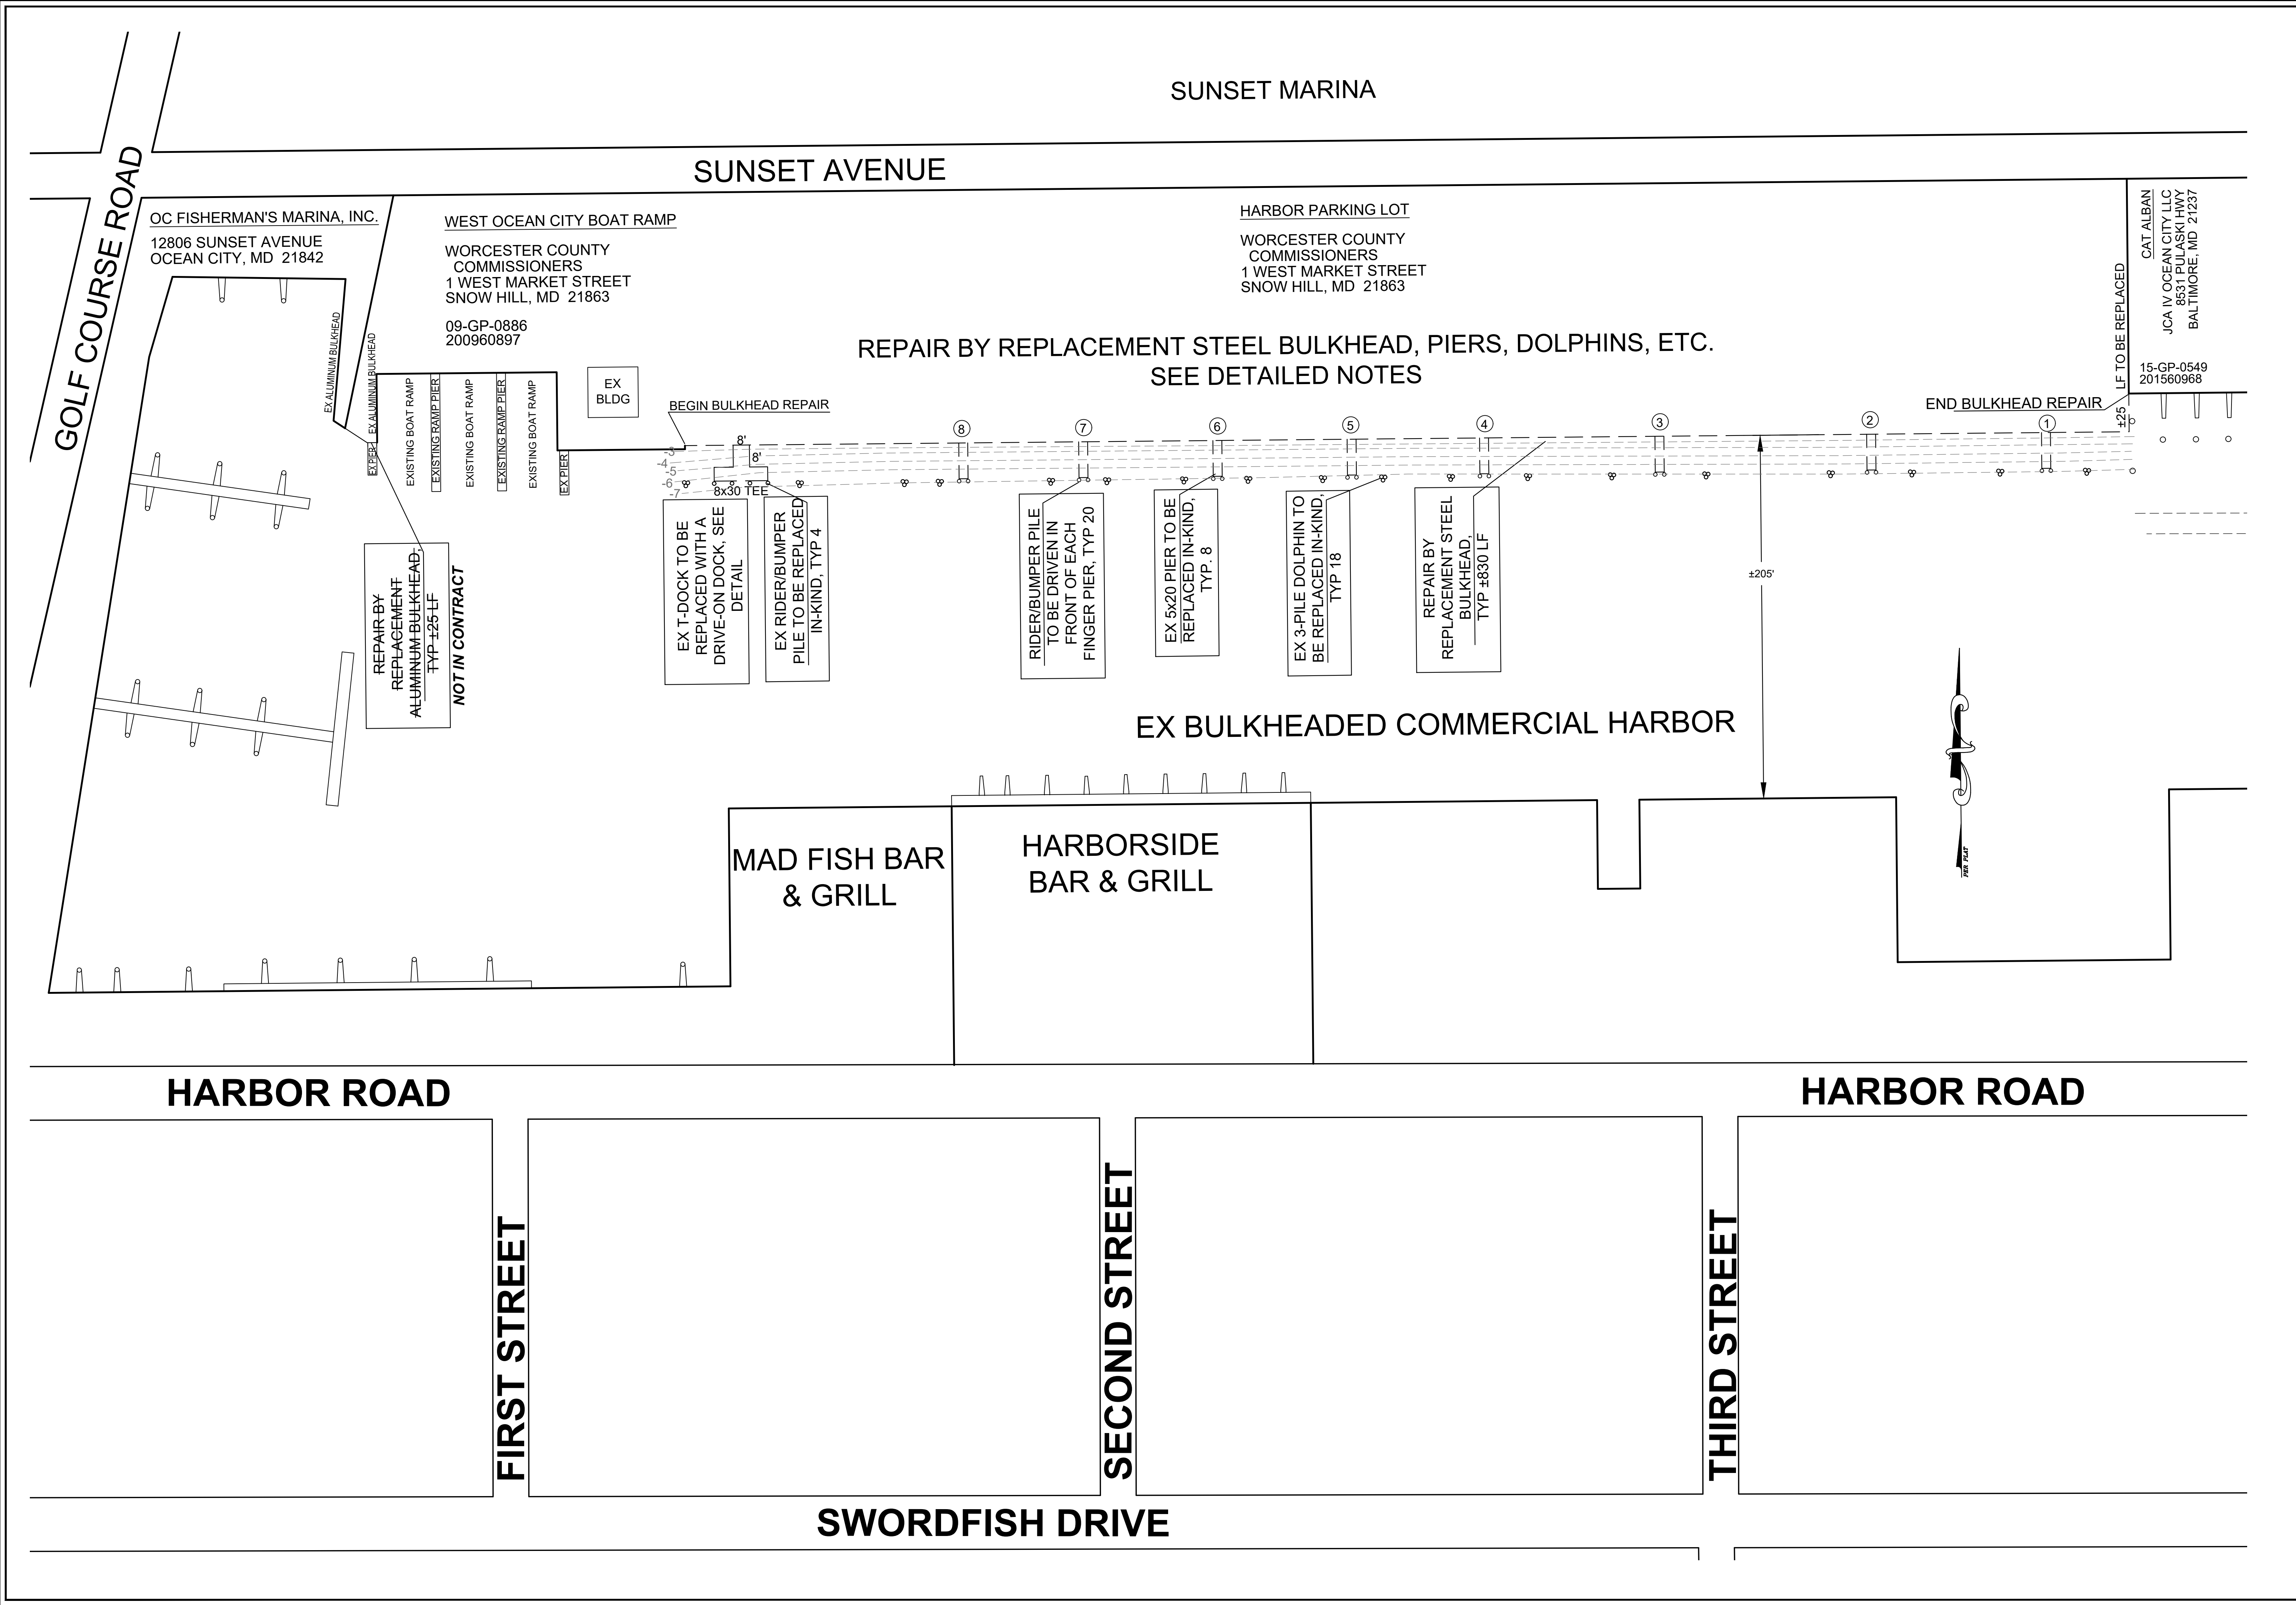 SUNSET MARINA
SUNSET AVENUE
GOLF COURSE ROAD
OC FISHERMAN'S MARINA, INC.
12806 SUNSET AVENUE
OCEAN CITY, MD 21842
WEST OCEAN CITY BOAT RAMP
WORCESTER COUNTY
COMMISSIONERS
1 WEST MARKET STREET
SNOW HILL, MD 21863
09-GP-0886
200960897
HARBOR PARKING LOT
WORCESTER COUNTY
COMMISSIONERS
1 WEST MARKET STREET
SNOW HILL, MD 21863
CAT ALBAN
JCA IV OCEAN CITY LLC
8531 PULASKI HWY
BALTIMORE, MD 21237
15-GP-0549
201560968
±25 LF TO BE REPLACED
REPAIR BY REPLACEMENT STEEL BULKHEAD, PIERS, DOLPHINS, ETC.
SEE DETAILED NOTES
EX ALUMINUM BULKHEAD
EX ALUMINUM BULKHEAD
EX PIER
EXISTING BOAT RAMP
EXISTING RAMP PIER
EXISTING BOAT RAMP
EXISTING RAMP PIER
EXISTING BOAT RAMP
EX PIER
EX
BLDG
BEGIN BULKHEAD REPAIR
END BULKHEAD REPAIR
8
7
6
5
4
3
2
1
-3
-4
-5
-6
-7
8'
8'
8x30 TEE
REPAIR BY
REPLACEMENT
ALUMINUM BULKHEAD,
TYP ±25 LF
NOT IN CONTRACT
EX T-DOCK TO BE
REPLACED WITH A
DRIVE-ON DOCK, SEE
DETAIL
EX RIDER/BUMPER
PILE TO BE REPLACED
IN-KIND, TYP 4
RIDER/BUMPER PILE
TO BE DRIVEN IN
FRONT OF EACH
FINGER PIER, TYP 20
EX 5x20 PIER TO BE
REPLACED IN-KIND,
TYP. 8
EX 3-PILE DOLPHIN TO
BE REPLACED IN-KIND,
TYP 18
REPAIR BY
REPLACEMENT STEEL
BULKHEAD,
TYP ±830 LF
±205'
EX BULKHEADED COMMERCIAL HARBOR
PER PLAT
MAD FISH BAR
& GRILL
HARBORSIDE
BAR & GRILL
HARBOR ROAD
HARBOR ROAD
FIRST STREET
SECOND STREET
THIRD STREET
SWORDFISH DRIVE